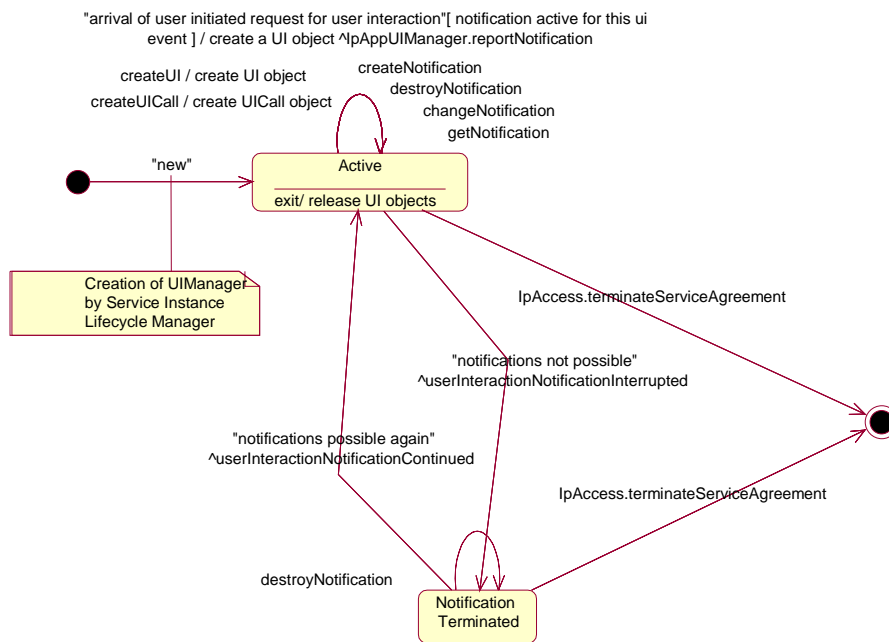 "arrival of user initiated request for user interaction"[ notification active for this ui
event ] / create a UI object ^IpAppUIManager.reportNotification
createUI / create UI object
createUICall / create UICall object
createNotification
destroyNotification
changeNotification
getNotification
"new"
Active
exit/ release UI objects
Creation of UIManager
by Service Instance
Lifecycle Manager
IpAccess.terminateServiceAgreement
"notifications not possible"
^userInteractionNotificationInterrupted
"notifications possible again"
^userInteractionNotificationContinued
IpAccess.terminateServiceAgreement
destroyNotification
Notification
Terminated